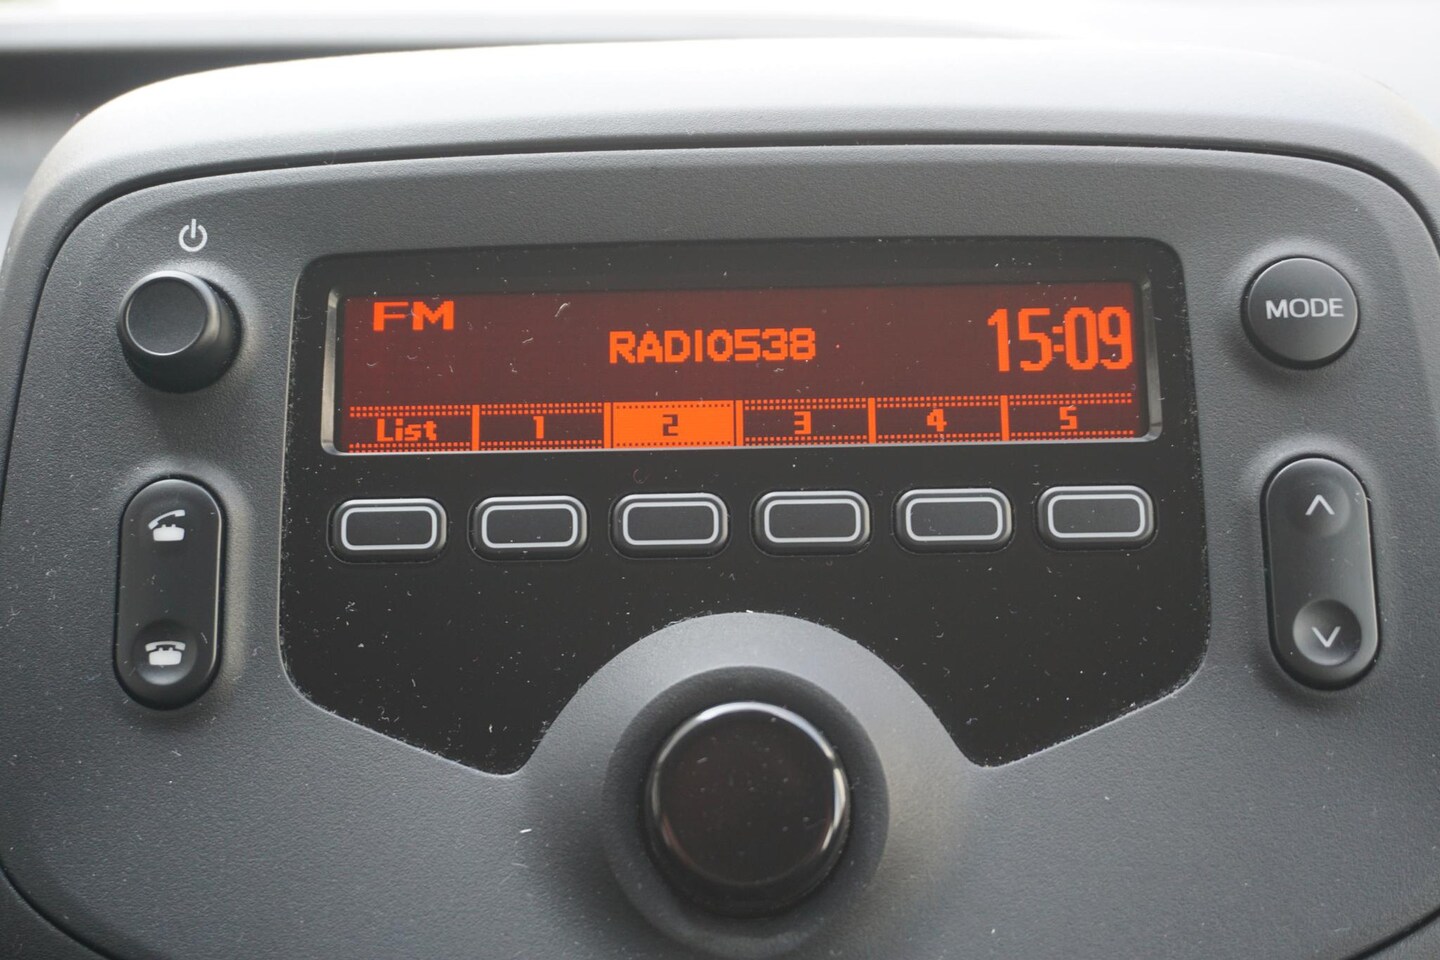 FM
RADIO538
15:09
List 1 2 3 4 5
MODE